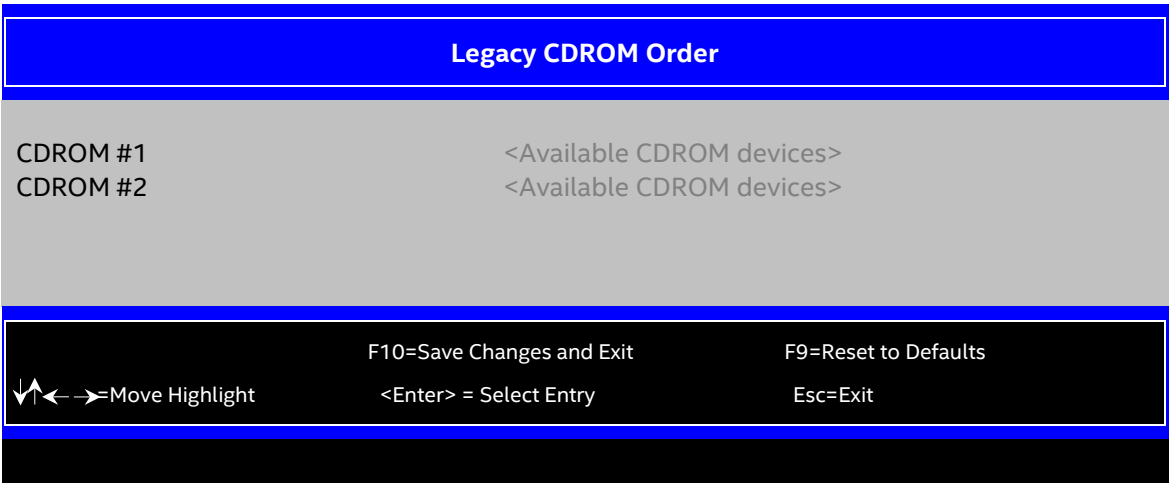 Legacy CDROM Order
CDROM #1 <Available CDROM devices>
CDROM #2 <Available CDROM devices>
F10=Save Changes and Exit F9=Reset to Defaults
↓↑←→=Move Highlight <Enter> = Select Entry Esc=Exit